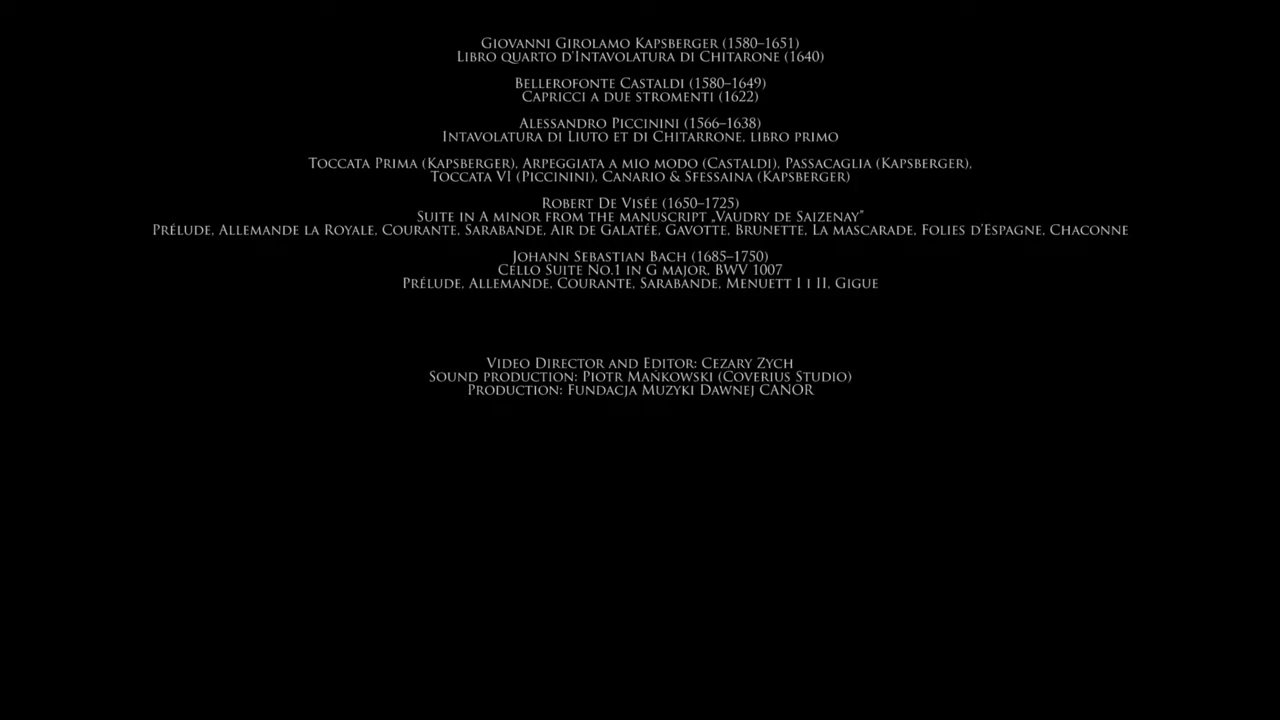 Giovanni Girolamo Kapsberger (1580–1651)
Libro quarto d'Intavolatura di Chitarone (1640)
Bellerofonte Castaldi (1580–1649)
Capricci a due stromenti (1622)
Alessandro Piccinini (1566–1638)
Intavolatura di Liuto et di Chitarrone, libro primo
Toccata Prima (Kapsberger), Arpeggiata a mio modo (Castaldi), Passacaglia (Kapsberger),
Toccata VI (Piccinini), Canario & Sfessaina (Kapsberger)
Robert De Visée (1650–1725)
Suite in A minor from the manuscript „Vaudry de Saizenay"
Prélude, Allemande la Royale, Courante, Sarabande, Air de Galatée, Gavotte, Brunette, La mascarade, Folies d'Espagne, Chaconne
Johann Sebastian Bach (1685–1750)
Cello Suite No.1 in G major, BWV 1007
Prélude, Allemande, Courante, Sarabande, Menuett I i II, Gigue
Video Director and Editor: Cezary Zych
Sound production: Piotr Mańkowski (Coverius Studio)
Production: Fundacja Muzyki Dawnej CANOR